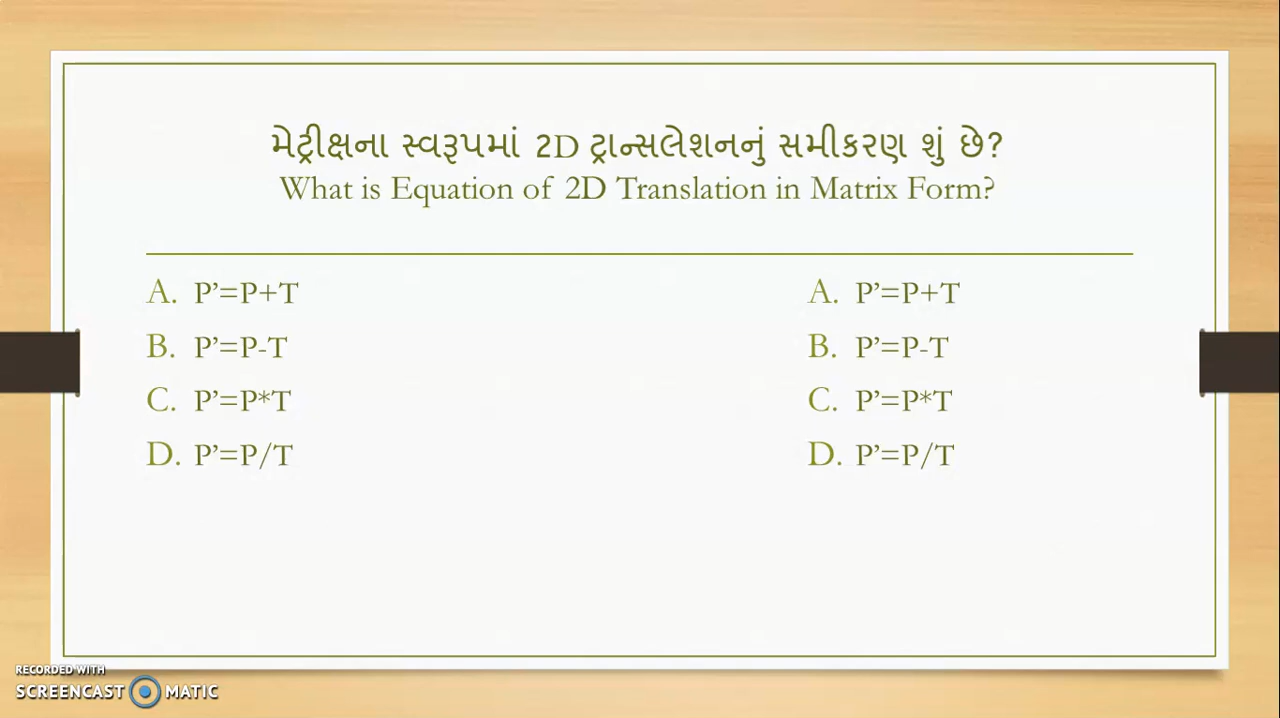 મેટ્રીક્ષના સ્વરૂપમાં 2D ટ્રાન્સલેશનનું સમીકરણ શું છે?
What is Equation of 2D Translation in Matrix Form?
A. P’=P+T
B. P’=P-T
C. P’=P*T
D. P’=P/T
A. P’=P+T
B. P’=P-T
C. P’=P*T
D. P’=P/T
RECORDED WITH
SCREENCAST MATIC